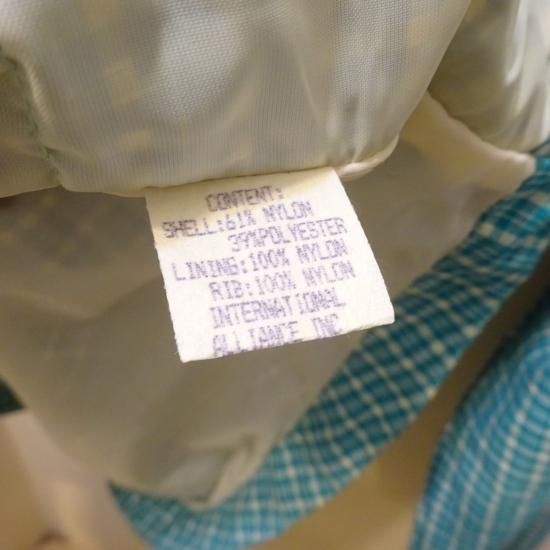 CONTENT:
SHELL:61% NYLON
39%POLYESTER
LINING:100% NYLON
RIB:100% NYLON
INTERNATIONAL
ALLIANCE INC